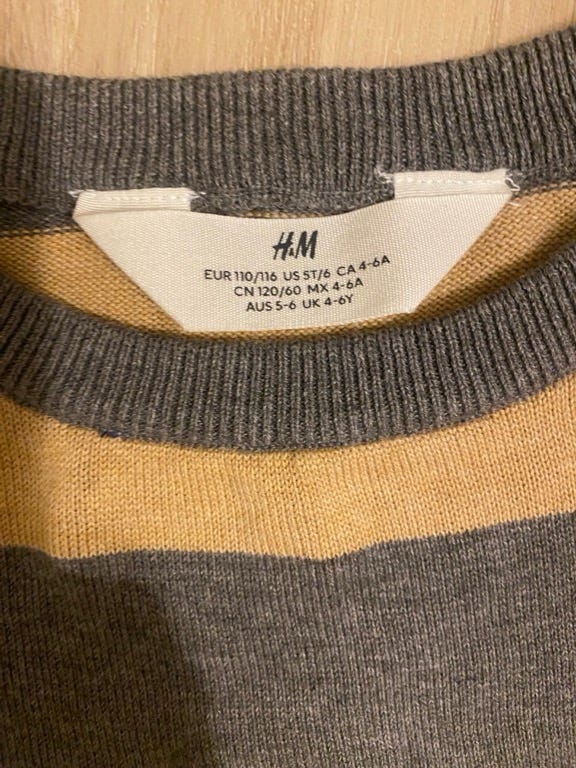 H&M
EUR 110/116 US 5T/6 CA 4-6A
CN 120/60 MX 4-6A
AUS 5-6 UK 4-6Y